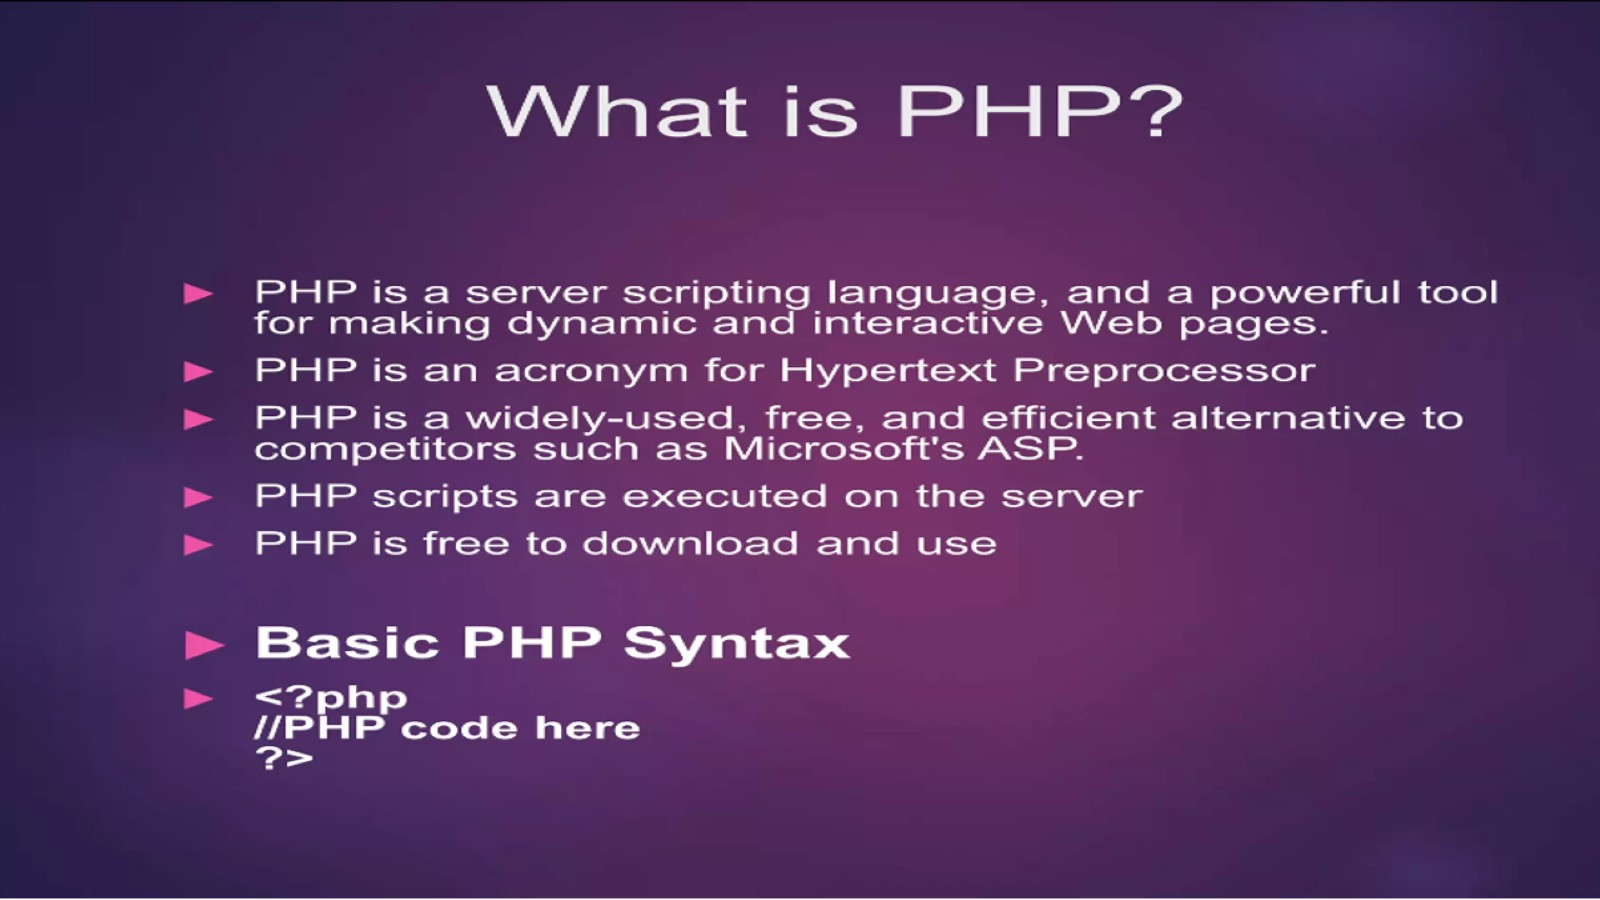 What is PHP?
PHP is a server scripting language, and a powerful tool
for making dynamic and interactive Web pages.
PHP is an acronym for Hypertext Preprocessor
PHP is a widely-used, free, and efficient alternative to
competitors such as Microsoft's ASP.
PHP scripts are executed on the server
PHP is free to download and use
Basic PHP Syntax
<?php
//PHP code here
?>